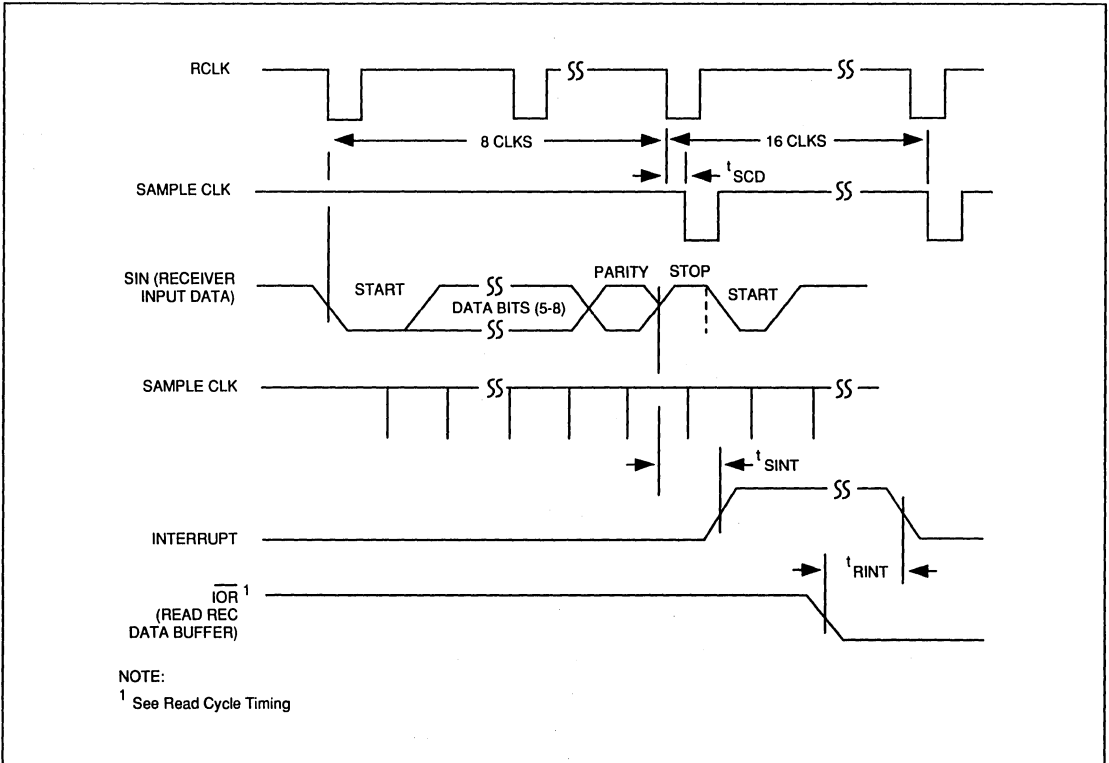 RCLK
8 CLKS
16 CLKS
tSCD
SAMPLE CLK
SIN (RECEIVER
INPUT DATA)
START
DATA BITS (5-8)
PARITY
STOP
START
SAMPLE CLK
tSINT
INTERRUPT
tRINT
IOR 1
(READ REC
DATA BUFFER)
NOTE:
1 See Read Cycle Timing